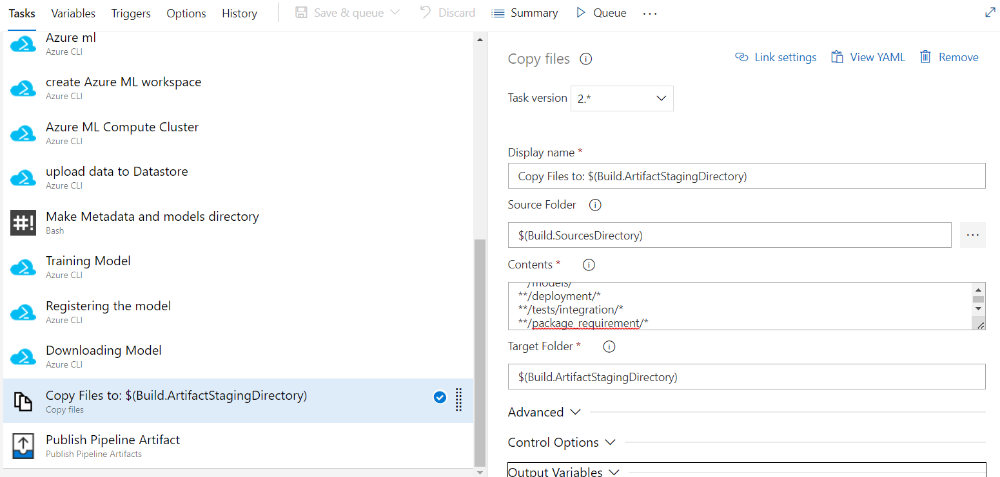 Tasks Variables Triggers Options History Save & queue Discard Summary Queue ...
Azure ml
Azure CLI
create Azure ML workspace
Azure CLI
Azure ML Compute Cluster
Azure CLI
upload data to Datastore
Azure CLI
Make Metadata and models directory
Bash
Training Model
Azure CLI
Registering the model
Azure CLI
Downloading Model
Azure CLI
Copy Files to: $(Build.ArtifactStagingDirectory)
Copy files
Publish Pipeline Artifact
Publish Pipeline Artifacts
Copy files Link settings View YAML Remove
Task version 2.*
Display name *
Copy Files to: $(Build.ArtifactStagingDirectory)
Source Folder
$(Build.SourcesDirectory) ...
Contents *
/models/
**/deployment/*
**/tests/integration/*
**/package_requirement/*
Target Folder *
$(Build.ArtifactStagingDirectory)
Advanced
Control Options
Output Variables